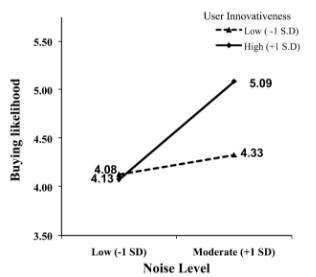 User Innovativeness
Low ( -1 S.D)
High (+1 S.D)
Buying likelihood
5.50
5.00
4.50
4.00
3.50
4.08
4.13
5.09
4.33
Low (-1 SD)
Moderate (+1 SD)
Noise Level